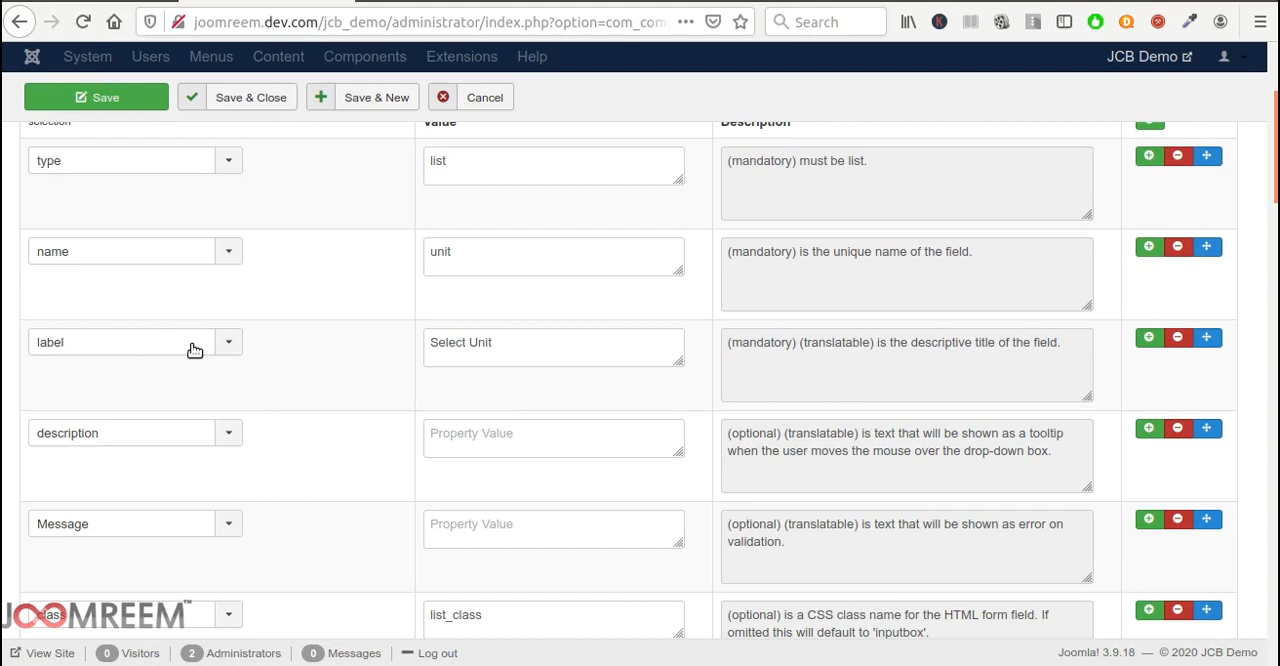 joomreem.dev.com/jcb_demo/administrator/index.php?option=com_com
Search
System Users Menus Content Components Extensions Help
JCB Demo
Save
Save & Close
Save & New
Cancel
selection
Value
Description
type
list
(mandatory) must be list.
name
unit
(mandatory) is the unique name of the field.
label
Select Unit
(mandatory) (translatable) is the descriptive title of the field.
description
Property Value
(optional) (translatable) is text that will be shown as a tooltip
when the user moves the mouse over the drop-down box.
Message
Property Value
(optional) (translatable) is text that will be shown as error on
validation.
class
list_class
(optional) is a CSS class name for the HTML form field. If
omitted this will default to 'inputbox'.
JOOMREEM™
View Site
0 Visitors
2 Administrators
0 Messages
Log out
Joomla! 3.9.18 — © 2020 JCB Demo